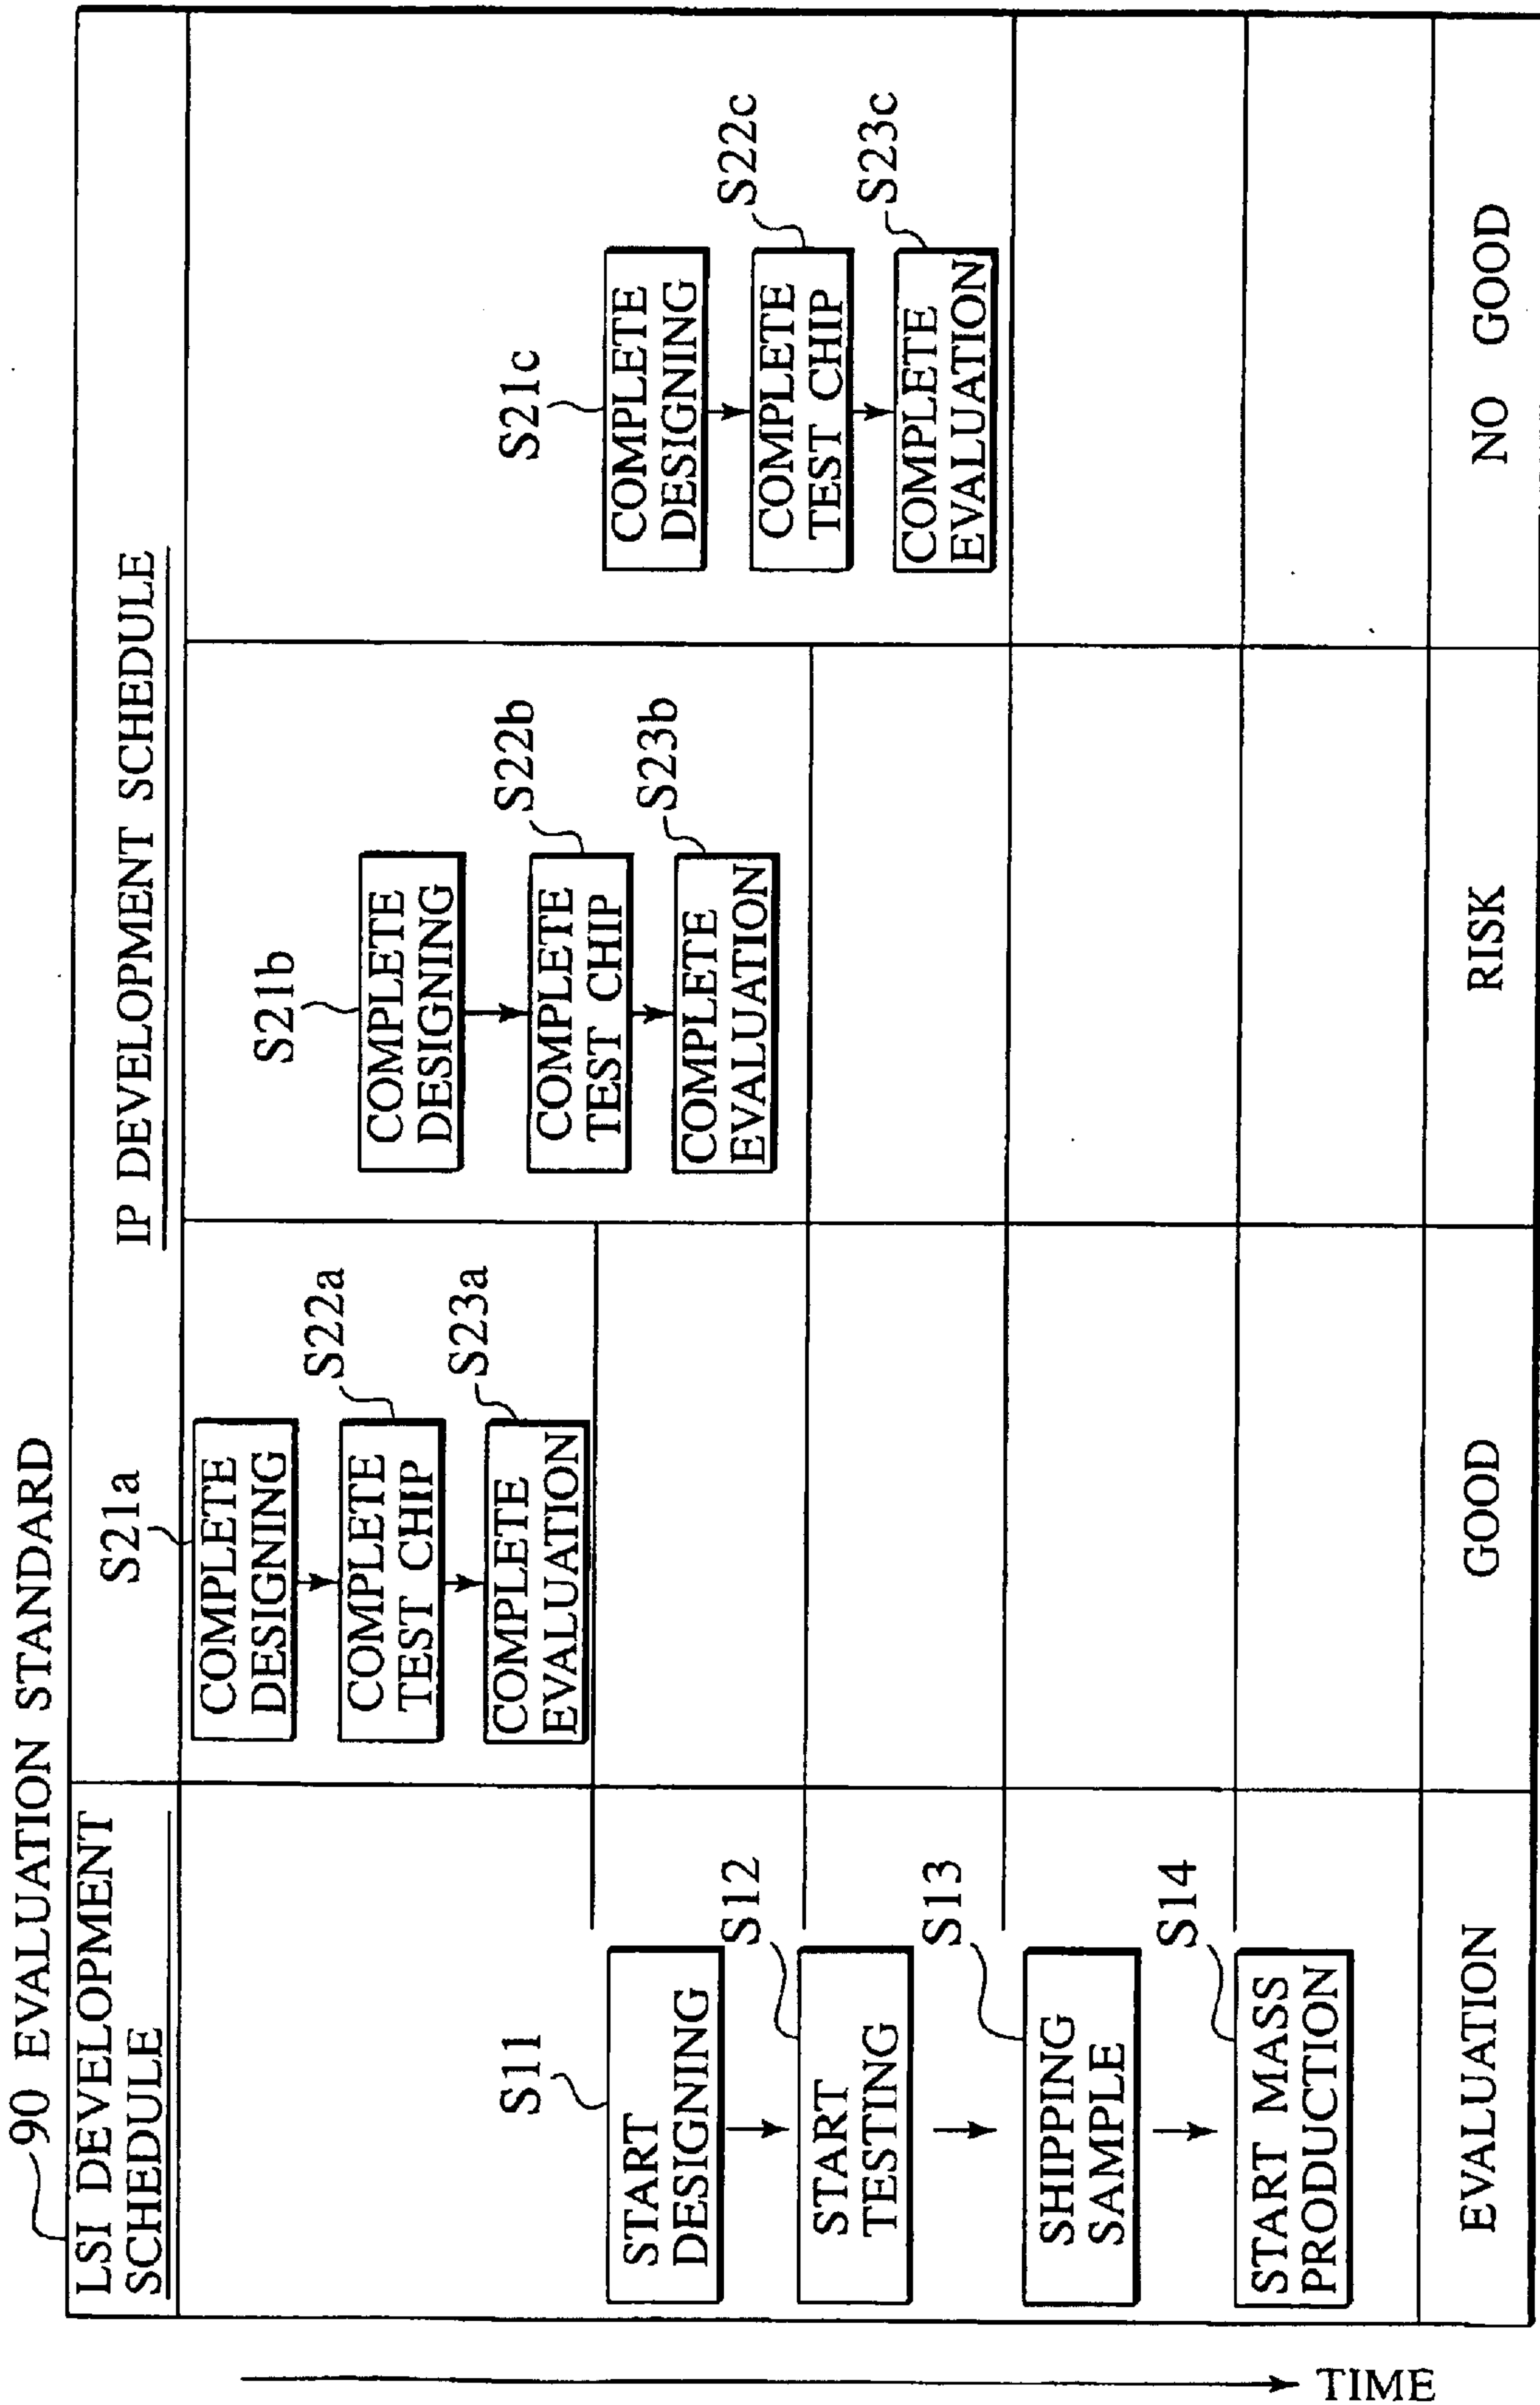 90 EVALUATION STANDARD
LSI DEVELOPMENT
SCHEDULE
IP DEVELOPMENT SCHEDULE
S21a
COMPLETE
DESIGNING
S22a
COMPLETE
TEST CHIP
S23a
COMPLETE
EVALUATION
S21b
COMPLETE
DESIGNING
S22b
COMPLETE
TEST CHIP
S23b
COMPLETE
EVALUATION
S21c
COMPLETE
DESIGNING
S22c
COMPLETE
TEST CHIP
S23c
COMPLETE
EVALUATION
S11
START
DESIGNING
S12
START
TESTING
S13
SHIPPING
SAMPLE
S14
START MASS
PRODUCTION
EVALUATION
GOOD
RISK
NO GOOD
TIME